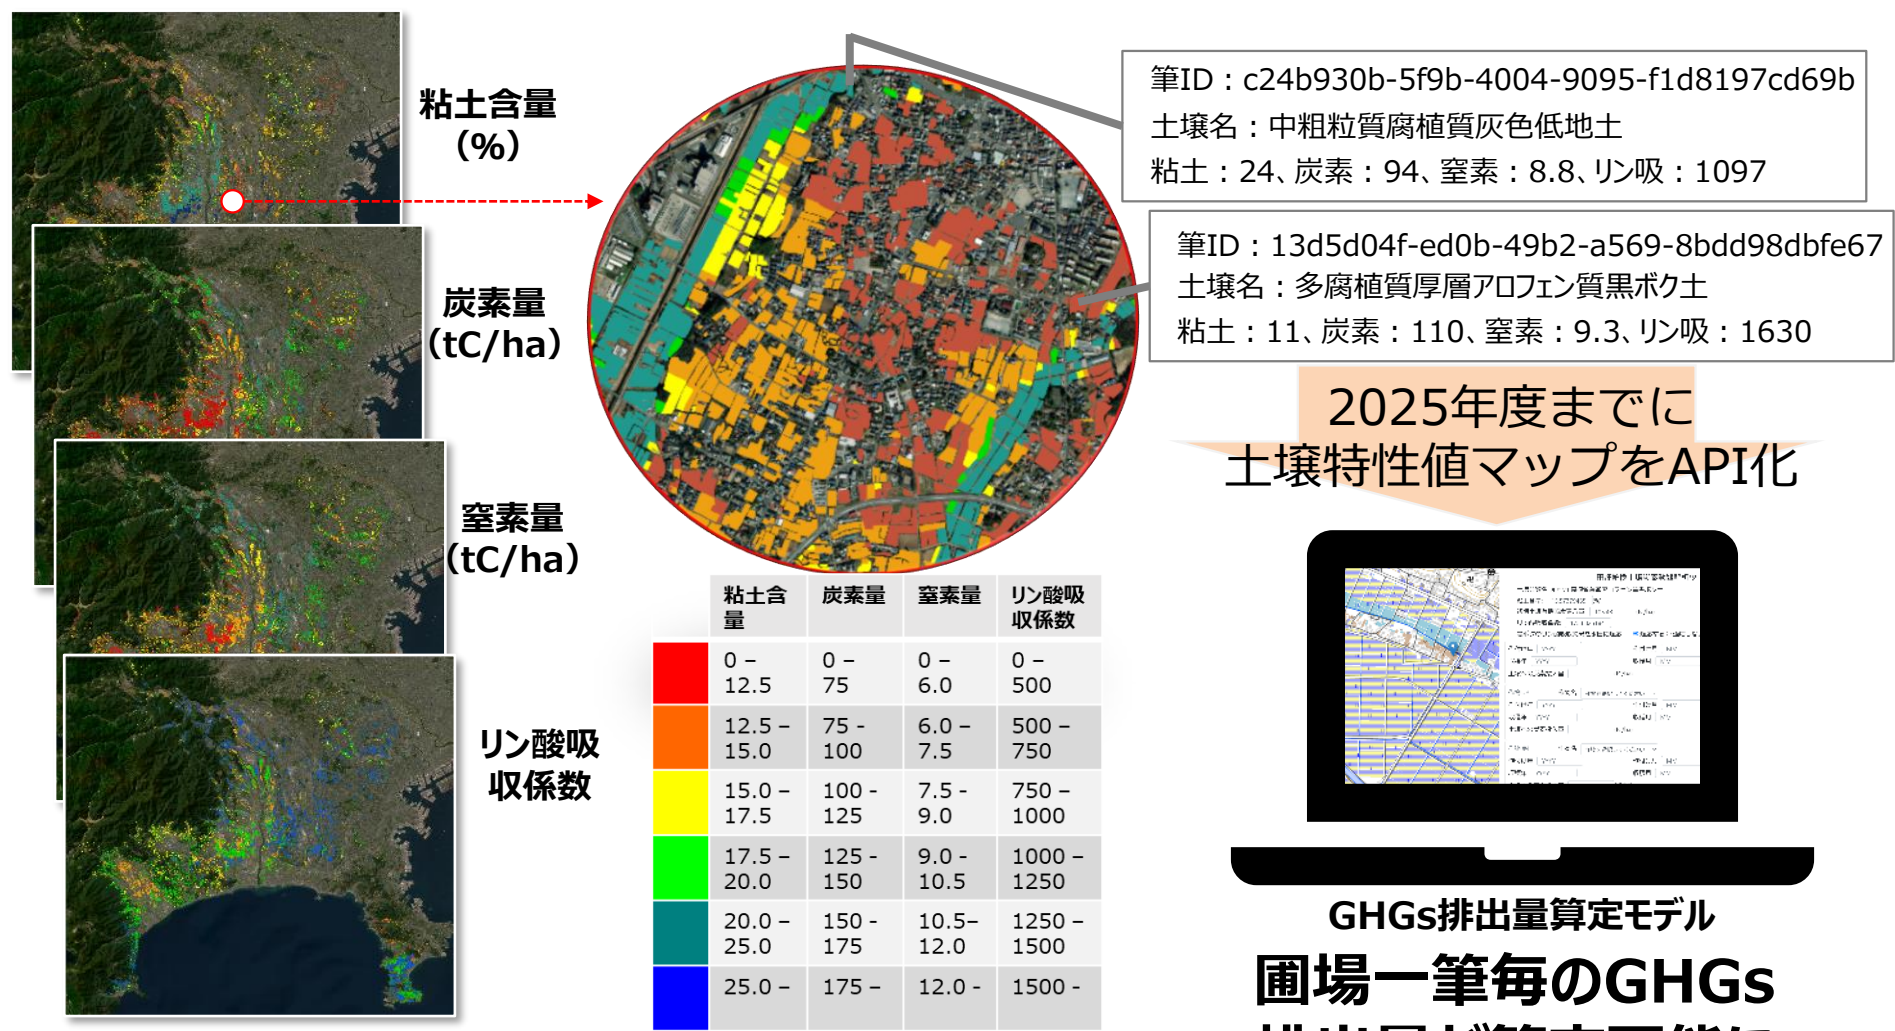 粘土含量
（%）
炭素量
（tC/ha）
窒素量
（tC/ha）
リン酸吸
収係数
筆ID：c24b930b-5f9b-4004-9095-f1d8197cd69b
土壌名：中粗粒質腐植質灰色低地土
粘土：24、炭素：94、窒素：8.8、リン吸：1097
筆ID：13d5d04f-ed0b-49b2-a569-8bdd98dbfe67
土壌名：多腐植質厚層アロフェン質黒ボク土
粘土：11、炭素：110、窒素：9.3、リン吸：1630
2025年度までに
土壌特性値マップをAPI化
粘土含量 炭素量 窒素量 リン酸吸収係数
0 – 12.5 0 – 75 0 – 6.0 0 – 500
12.5 – 15.0 75 - 100 6.0 – 7.5 500 – 750
15.0 – 17.5 100 - 125 7.5 - 9.0 750 – 1000
17.5 – 20.0 125 - 150 9.0 - 10.5 1000 – 1250
20.0 – 25.0 150 - 175 10.5– 12.0 1250 – 1500
25.0 – 175 – 12.0 - 1500 -
GHGs排出量算定モデル
圃場一筆毎のGHGs